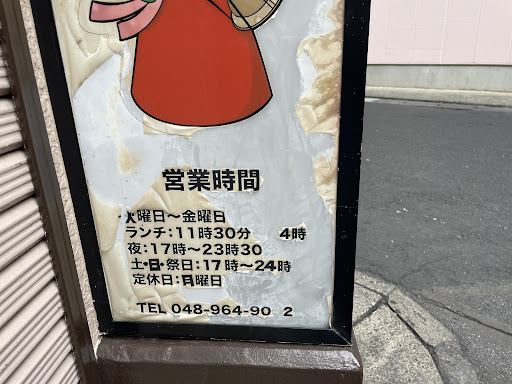 営業時間
火曜日～金曜日
ランチ:11時30分 4時
夜:17時～23時30
土・日・祭日:17時～24時
定休日:月曜日
TEL 048-964-90 2